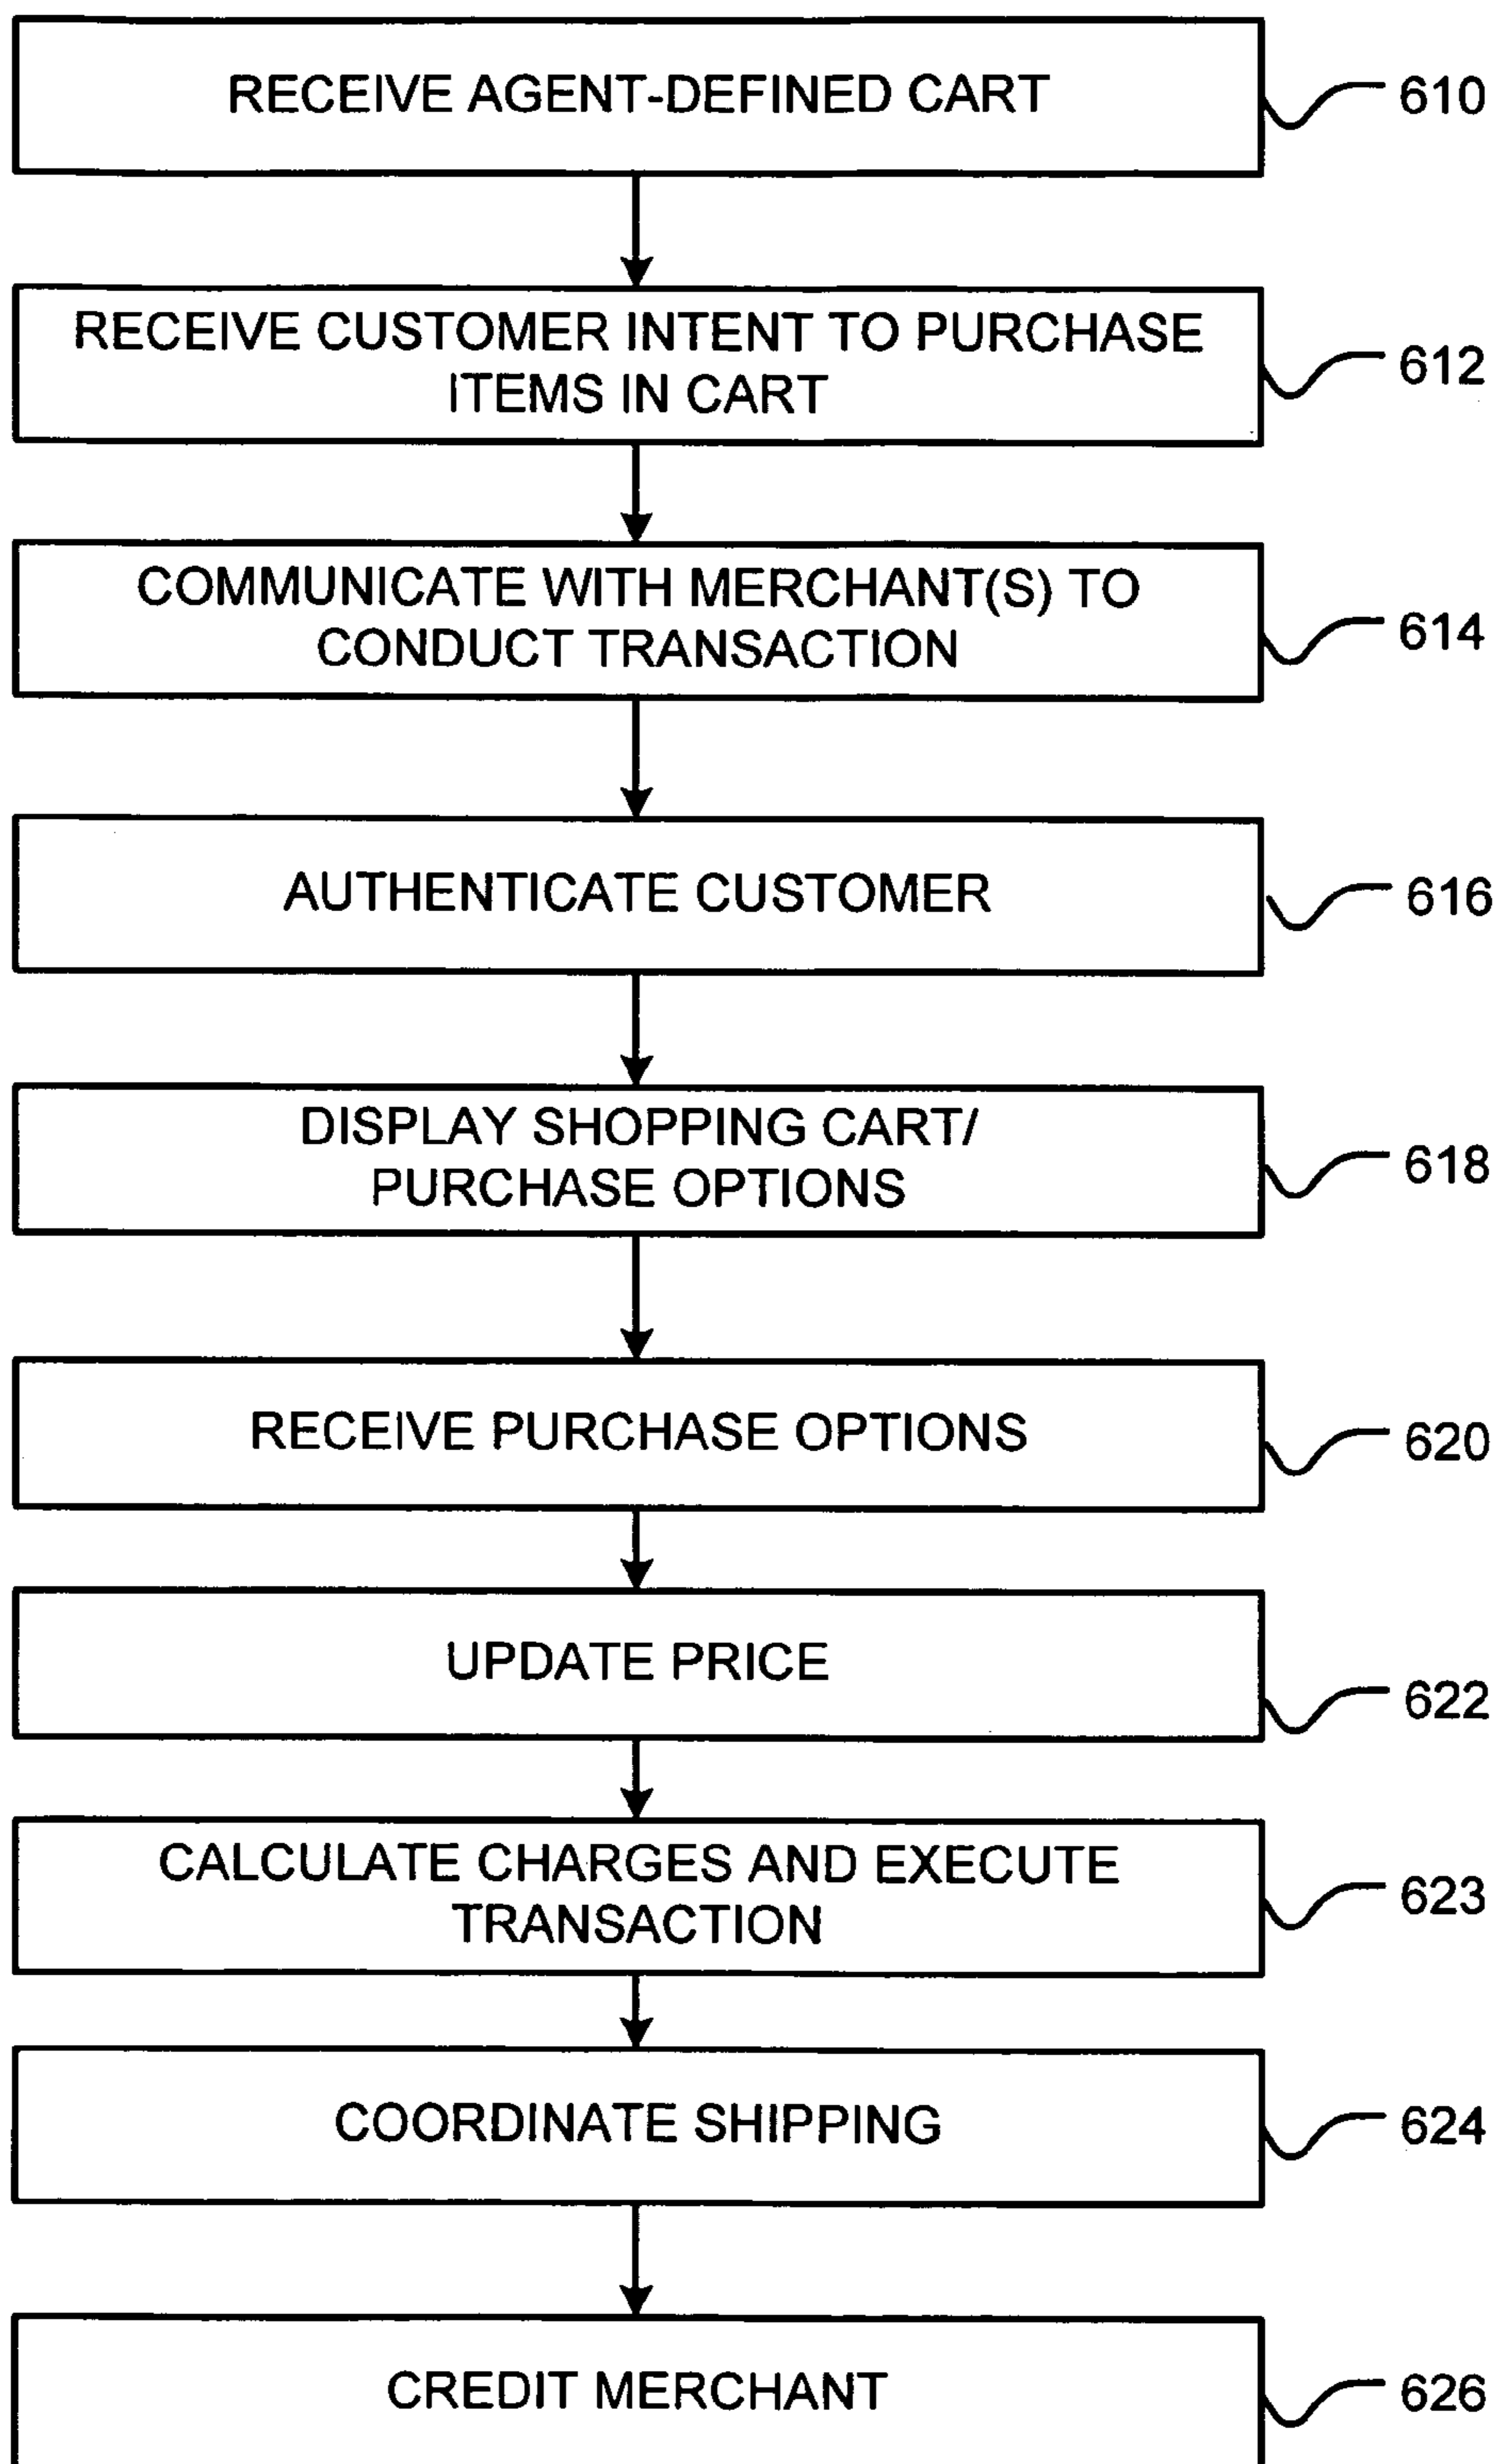 RECEIVE AGENT-DEFINED CART
610
RECEIVE CUSTOMER INTENT TO PURCHASE
ITEMS IN CART
612
COMMUNICATE WITH MERCHANT(S) TO
CONDUCT TRANSACTION
614
AUTHENTICATE CUSTOMER
616
DISPLAY SHOPPING CART/
PURCHASE OPTIONS
618
RECEIVE PURCHASE OPTIONS
620
UPDATE PRICE
622
CALCULATE CHARGES AND EXECUTE
TRANSACTION
623
COORDINATE SHIPPING
624
CREDIT MERCHANT
626